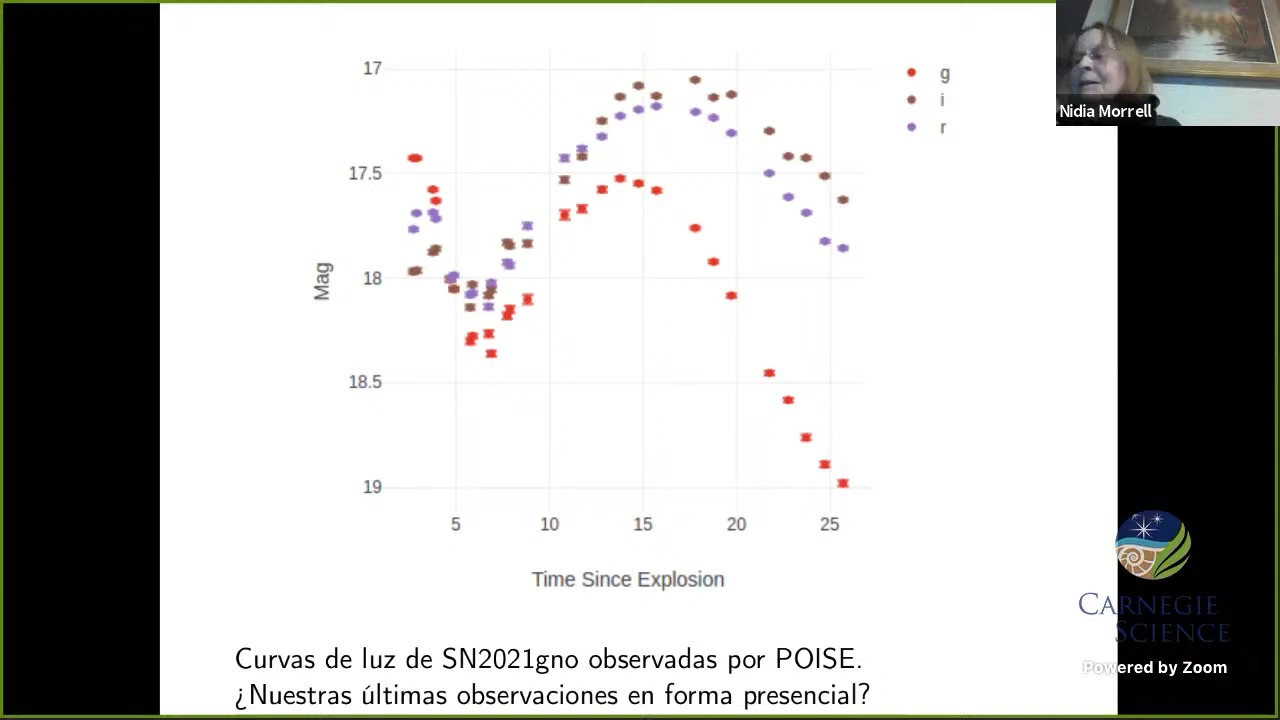 17
g
i
r
Nidia Morrell
17.5
18
Mag
18.5
19
5 10 15 20 25
Time Since Explosion
CARNEGIE
SCIENCE
Powered by Zoom
Curvas de luz de SN2021gno observadas por POISE.
¿Nuestras últimas observaciones en forma presencial?